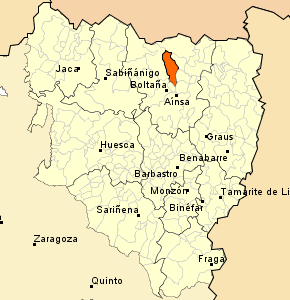 Jaca
Sabiñánigo
Boltaña
Aínsa
Graus
Huesca
Benabarre
Barbastro
Monzón
Tamarite de Li
Binéfar
Sariñena
Zaragoza
Fraga
Quinto